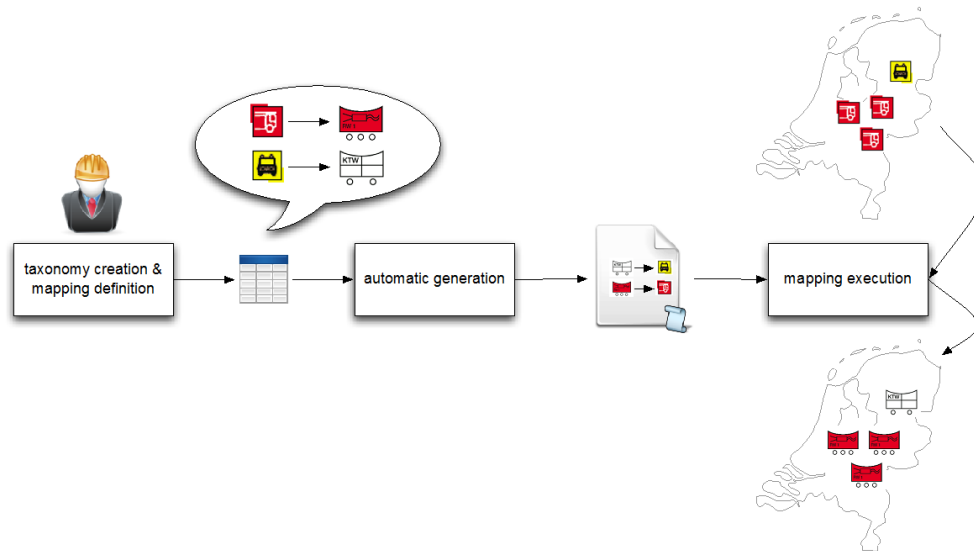 KTW
taxonomy creation &
mapping definition
automatic generation
mapping execution
KTW